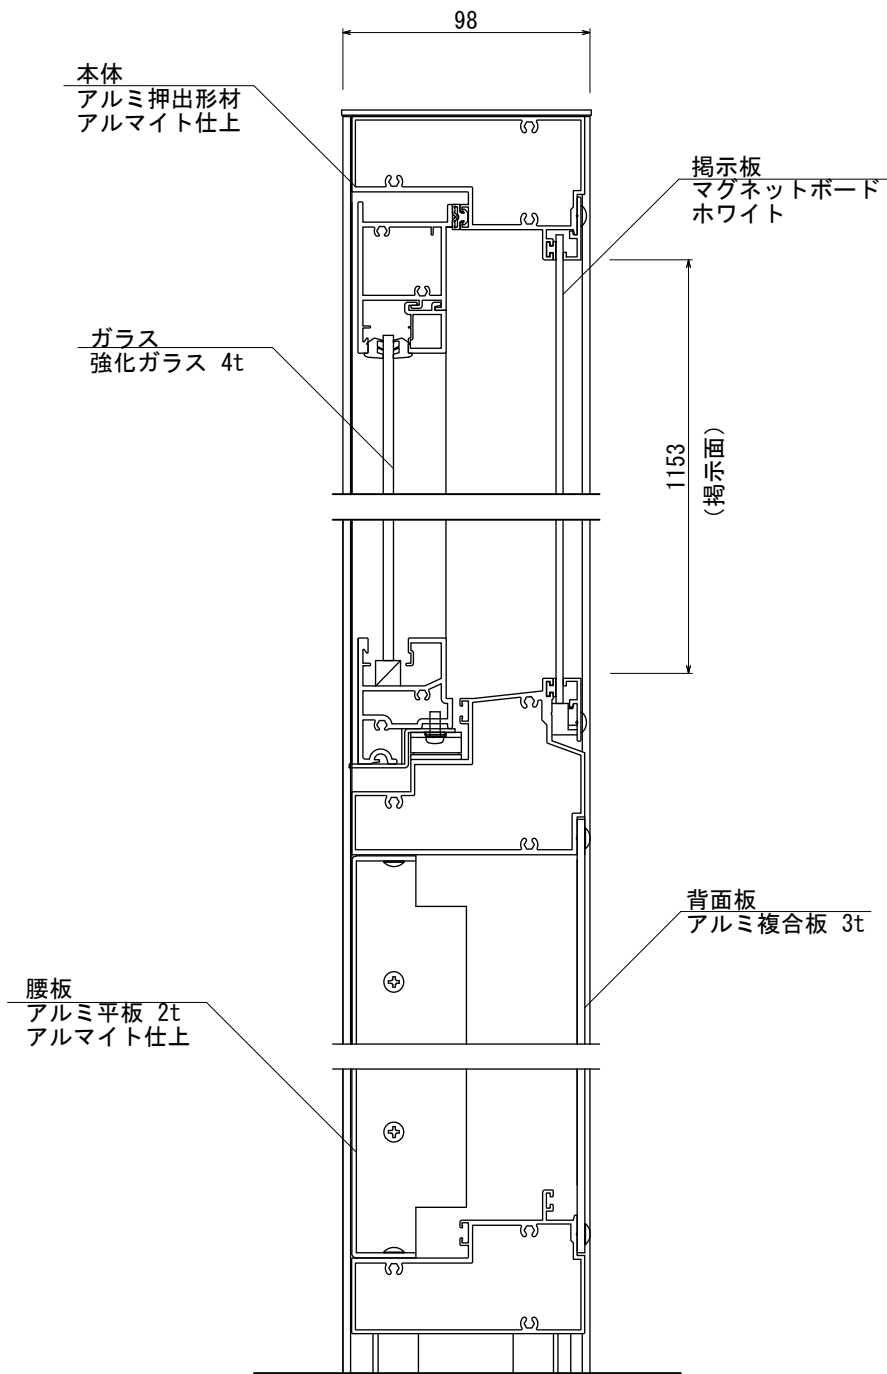 98
本体
アルミ押出形材
アルマイト仕上
掲示板
マグネットボード
ホワイト
ガラス
強化ガラス 4t
1153
(掲示面)
背面板
アルミ複合板 3t
腰板
アルミ平板 2t
アルマイト仕上